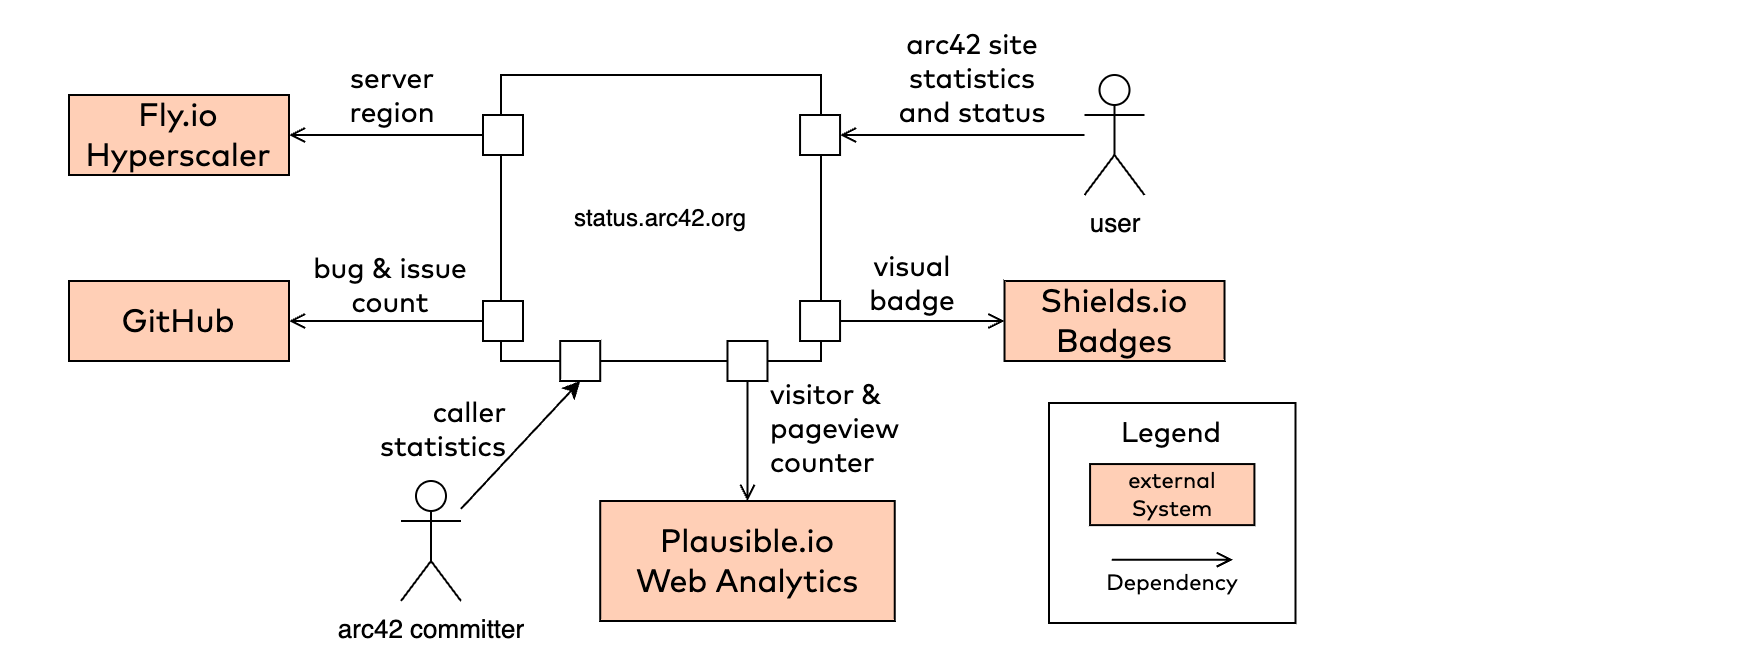 arc42 site
statistics
and status
server
region
Fly.io
Hyperscaler
status.arc42.org
user
bug & issue
count
GitHub
visual
badge
Shields.io
Badges
caller
statistics
visitor &
pageview
counter
arc42 committer
Plausible.io
Web Analytics
Legend
external
System
Dependency